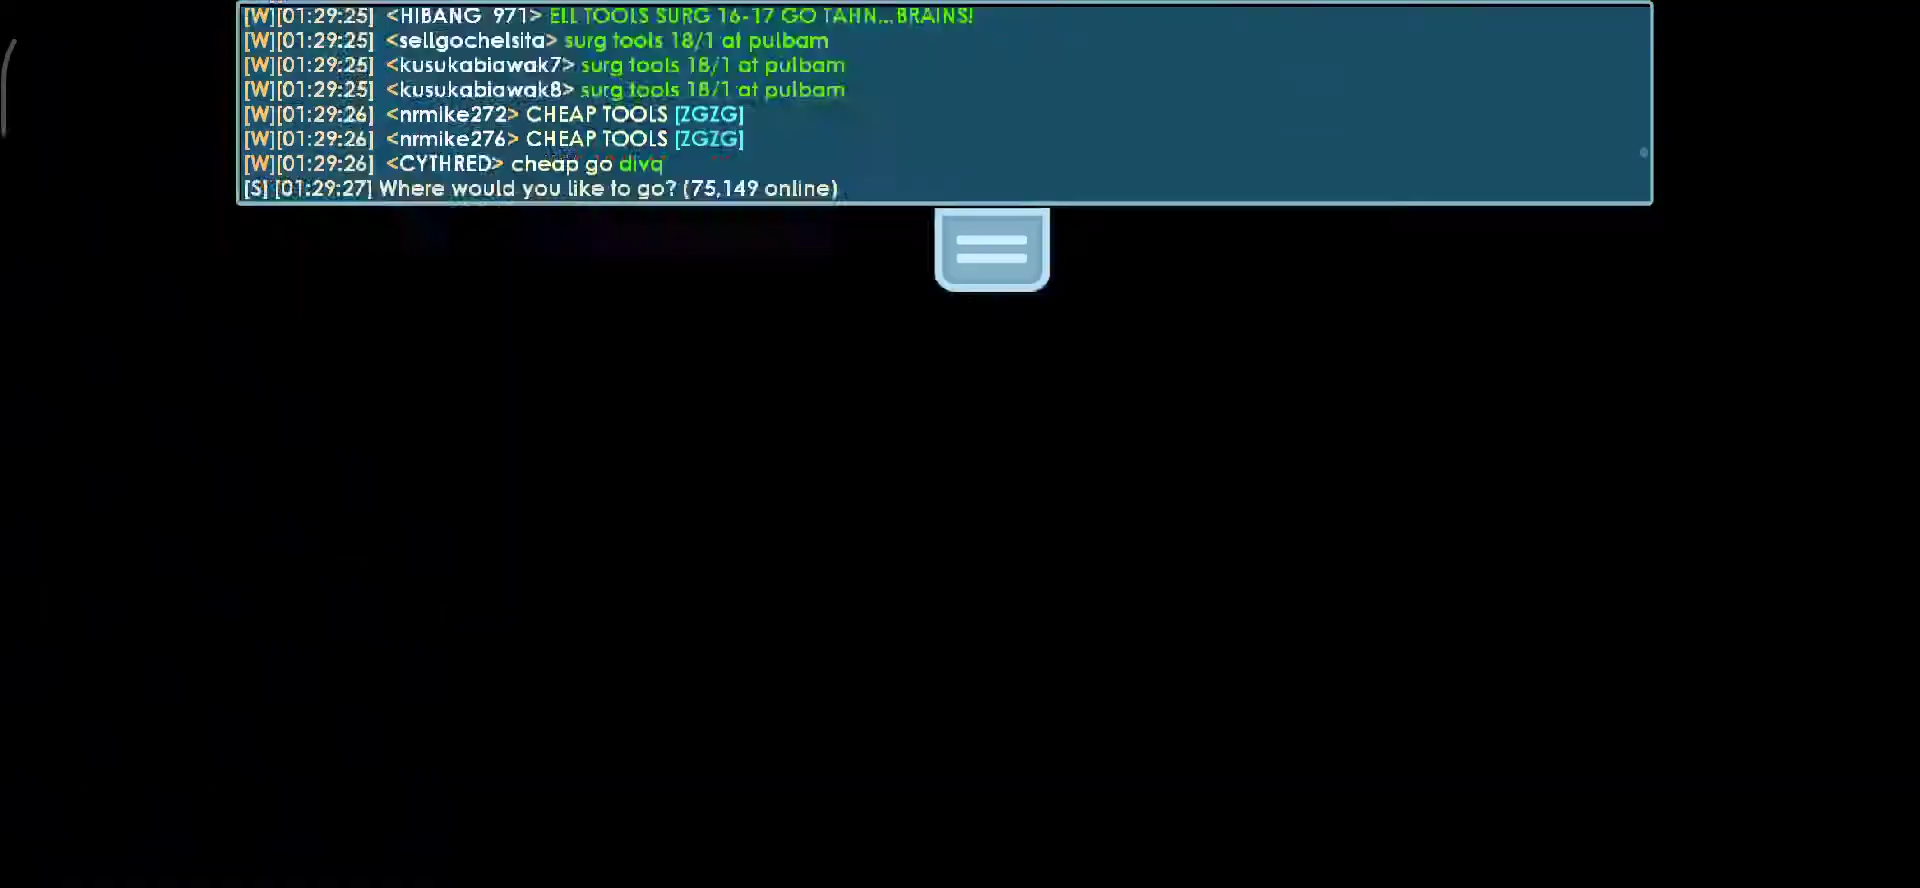 [W][01:29:25] <HIBANG 971> ELL TOOLS SURG 16-17 GO TAHN...BRAINS!
[W][01:29:25] <sellgochelsita> surg tools 18/1 at pulbam
[W][01:29:25] <kusukabiawak7> surg tools 18/1 at pulbam
[W][01:29:25] <kusukabiawak8> surg tools 18/1 at pulbam
[W][01:29:26] <nrmike272> CHEAP TOOLS [ZGZG]
[W][01:29:26] <nrmike276> CHEAP TOOLS [ZGZG]
[W][01:29:26] <CYTHRED> cheap go divq
[S] [01:29:27] Where would you like to go? (75,149 online)